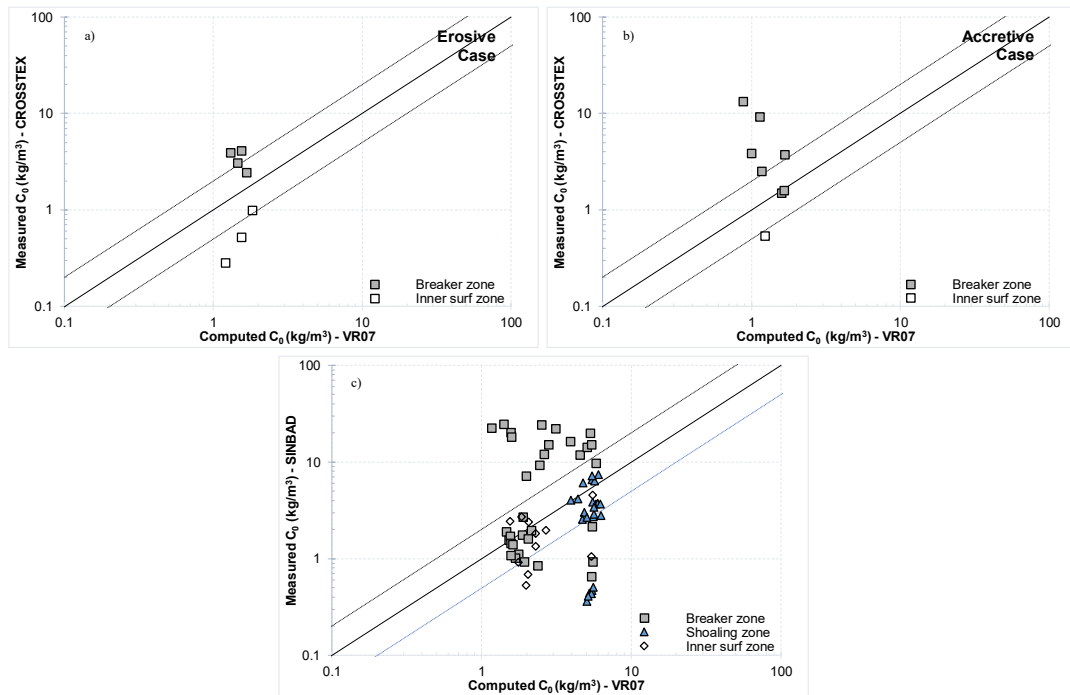 a)
Erosive
Case
100
10
1
0.1
Measured C₀ (kg/m³) - CROSSTEX
Breaker zone
Inner surf zone
0.1
1
10
100
Computed C₀ (kg/m³) - VR07
b)
Accretive
Case
100
10
1
0.1
Measured C₀ (kg/m³) - CROSSTEX
Breaker zone
Inner surf zone
0.1
1
10
100
Computed C₀ (kg/m³) - VR07
c)
100
10
1
0.1
Measured C₀ (kg/m³) - SINBAD
Breaker zone
Shoaling zone
Inner surf zone
0.1
1
10
100
Computed C₀ (kg/m³) - VR07